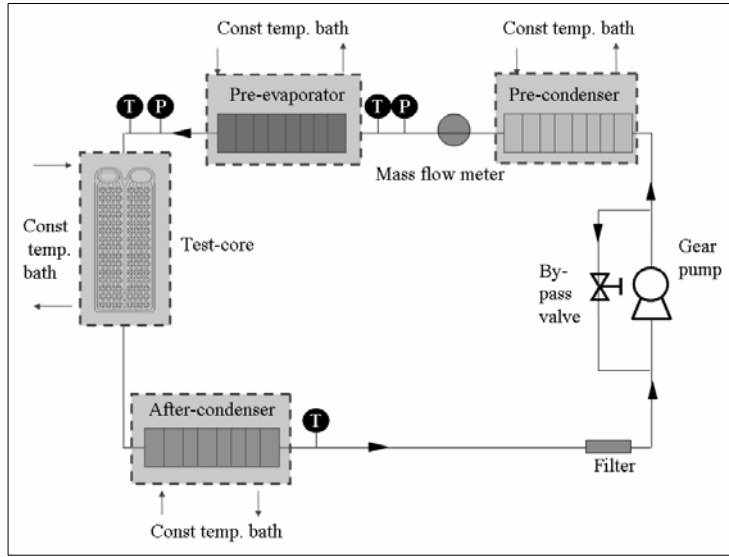 Const temp. bath
Const temp. bath
Pre-evaporator
Pre-condenser
T
P
T
P
Mass flow meter
Const
temp.
bath
Test-core
By-
pass
valve
Gear
pump
After-condenser
T
Filter
Const temp. bath